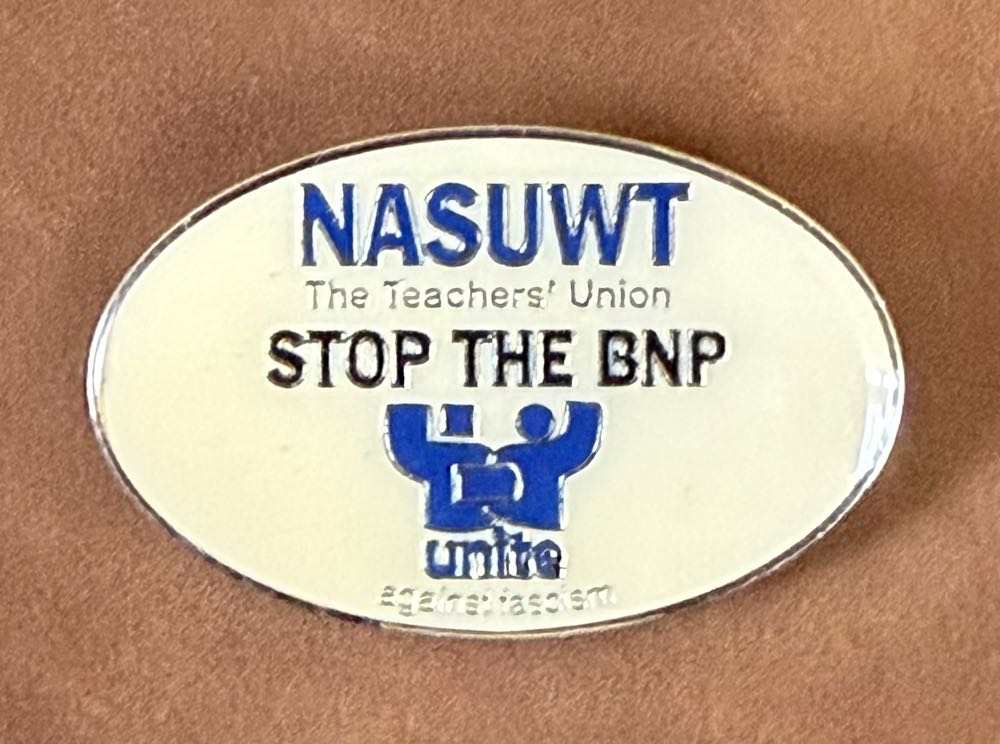 NASUWT
The Teachers' Union
STOP THE BNP
unite
against fascism